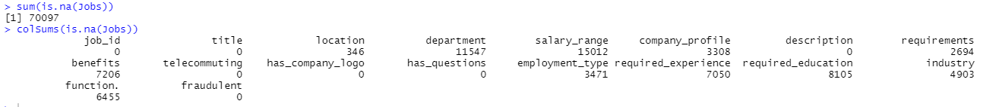 > sum(is.na(Jobs))
[1] 70097
> colSums(is.na(Jobs))
job_id title location department salary_range company_profile description requirements
0 0 346 11547 15012 3308 0 2694
benefits telecommuting has_company_logo has_questions employment_type required_experience required_education industry
7206 0 0 0 3471 7050 8105 4903
function. fraudulent
6455 0